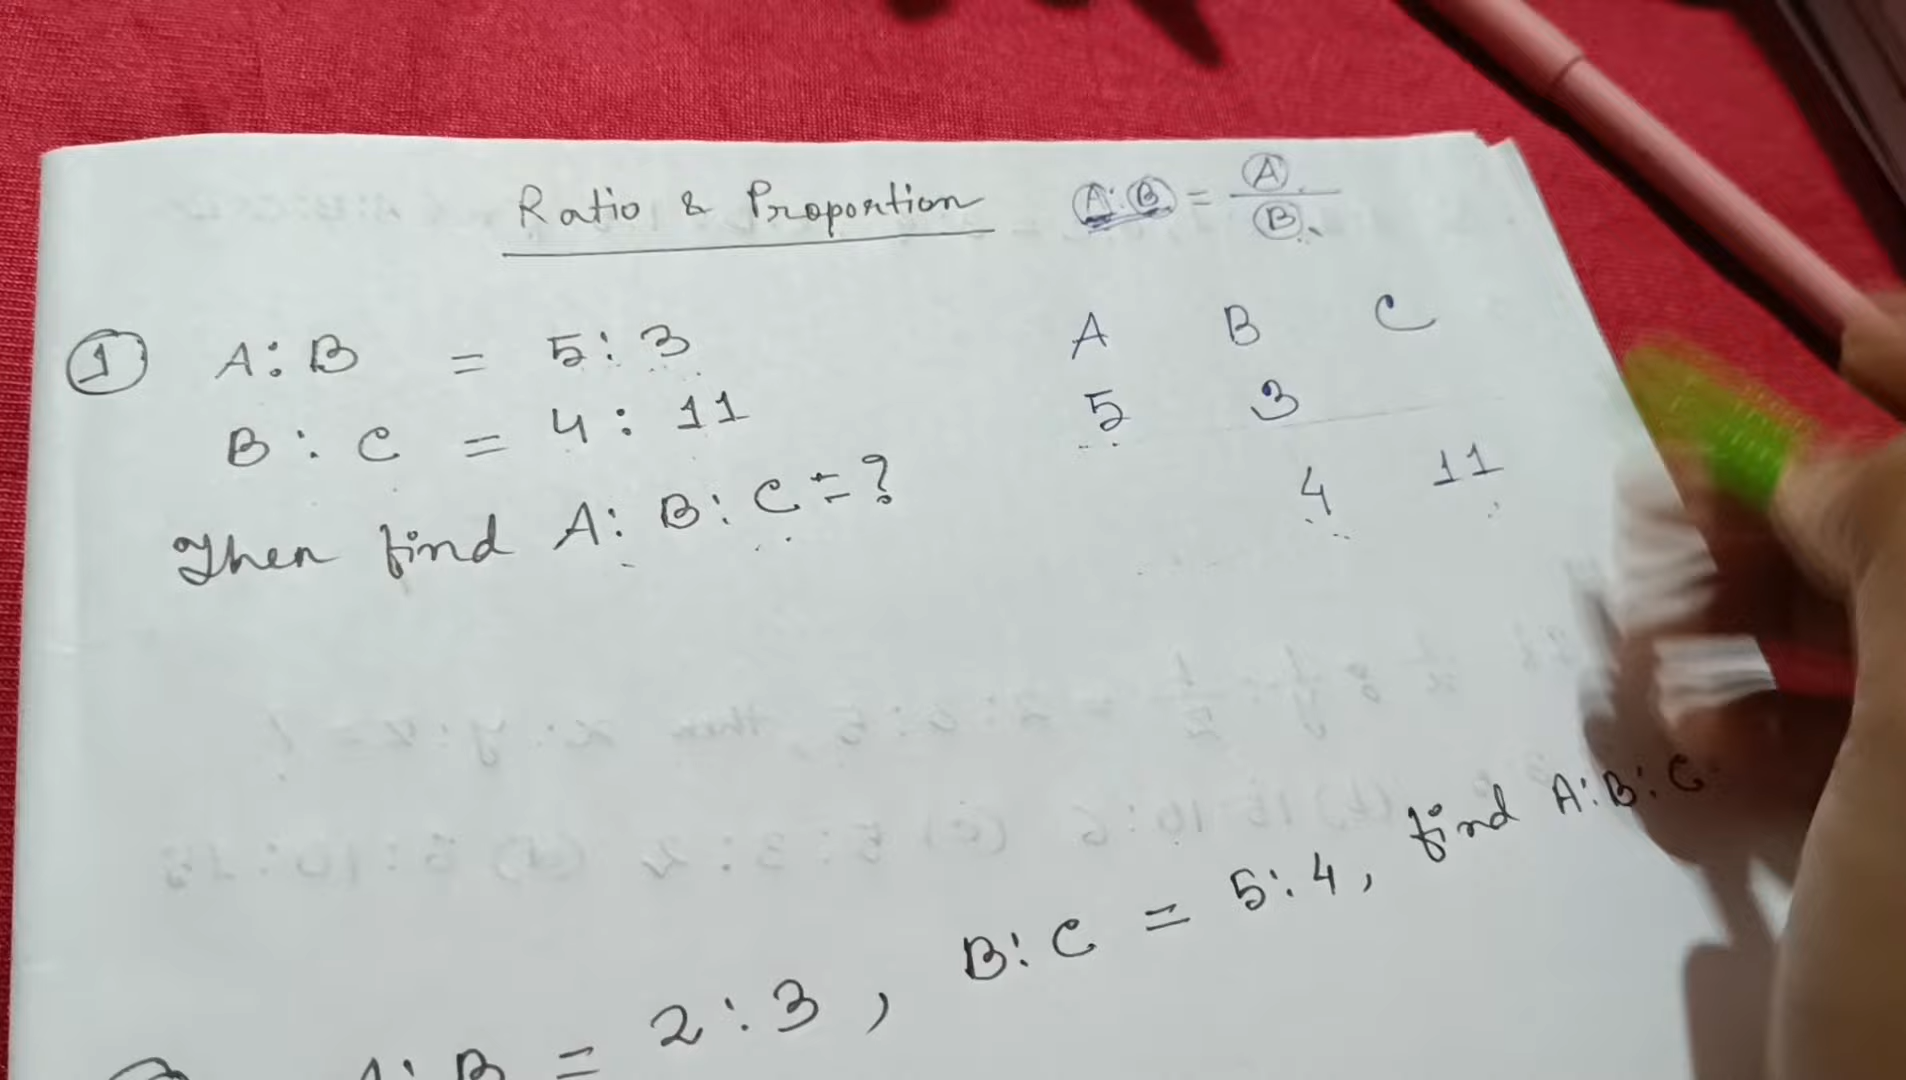 Ratio & Proportion
A:B = A/B
① A:B = 5:3
B:C = 4:11
Then find A:B:C=?
A B C
5 3
4 11
A:B = 2:3, B:C = 5:4, find A:B:C